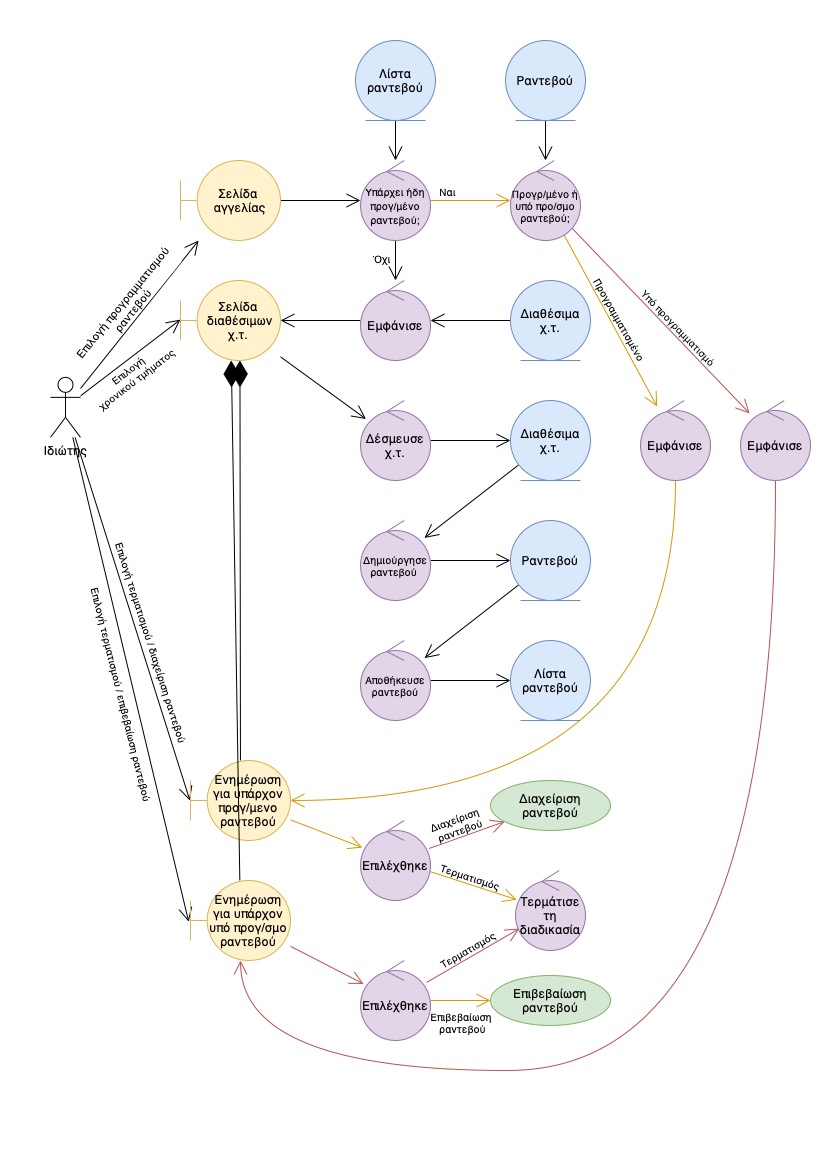 Λίστα
ραντεβού
Ραντεβού
Σελίδα
αγγελίας
Υπάρχει ήδη
προγ/μένο
ραντεβού;
Ναι
Προγρ/μένο ή
υπό προ/σμο
ραντεβού;
Όχι
Επιλογή προγραμματισμού
ραντεβού
Σελίδα
διαθέσιμων
χ.τ.
Εμφάνισε
Διαθέσιμα
χ.τ.
Προγραμματισμένο
Υπό προγραμματισμό
Επιλογή
χρονικού τμήματος
Ιδιώτης
Δέσμευσε
χ.τ.
Διαθέσιμα
χ.τ.
Εμφάνισε
Εμφάνισε
Δημιούργησε
ραντεβού
Ραντεβού
Επιλογή τερματισμού / διαχείριση ραντεβού
Επιλογή τερματισμού / επιβεβαίωση ραντεβού
Αποθήκευσε
ραντεβού
Λίστα
ραντεβού
Ενημέρωση
για υπάρχον
προγ/μενο
ραντεβού
Διαχείριση
ραντεβού
Διαχείριση
ραντεβού
Επιλέχθηκε
Τερματισμός
Ενημέρωση
για υπάρχον
υπό προγ/σμο
ραντεβού
Τερμάτισε
τη
διαδικασία
Τερματισμός
Επιλέχθηκε
Επιβεβαίωση
ραντεβού
Επιβεβαίωση
ραντεβού